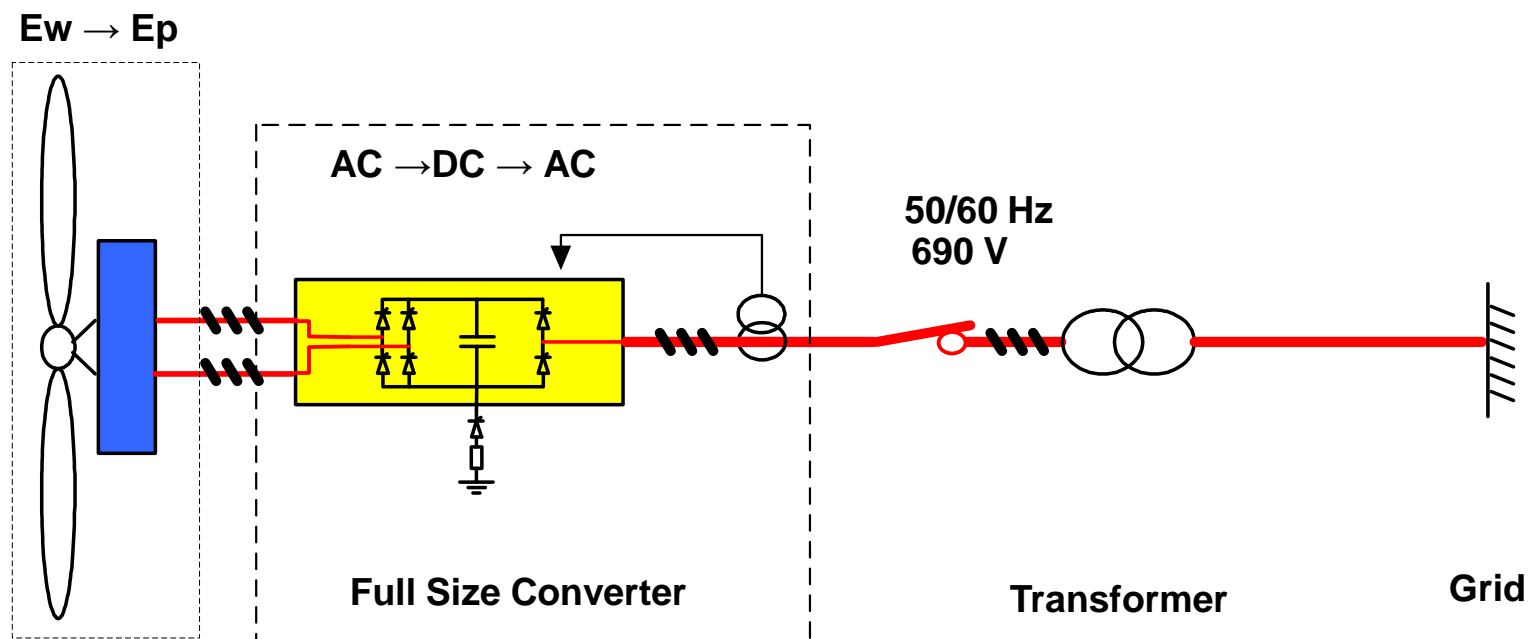 Ew → Ep
AC →DC → AC
50/60 Hz
690 V
Full Size Converter
Transformer
Grid